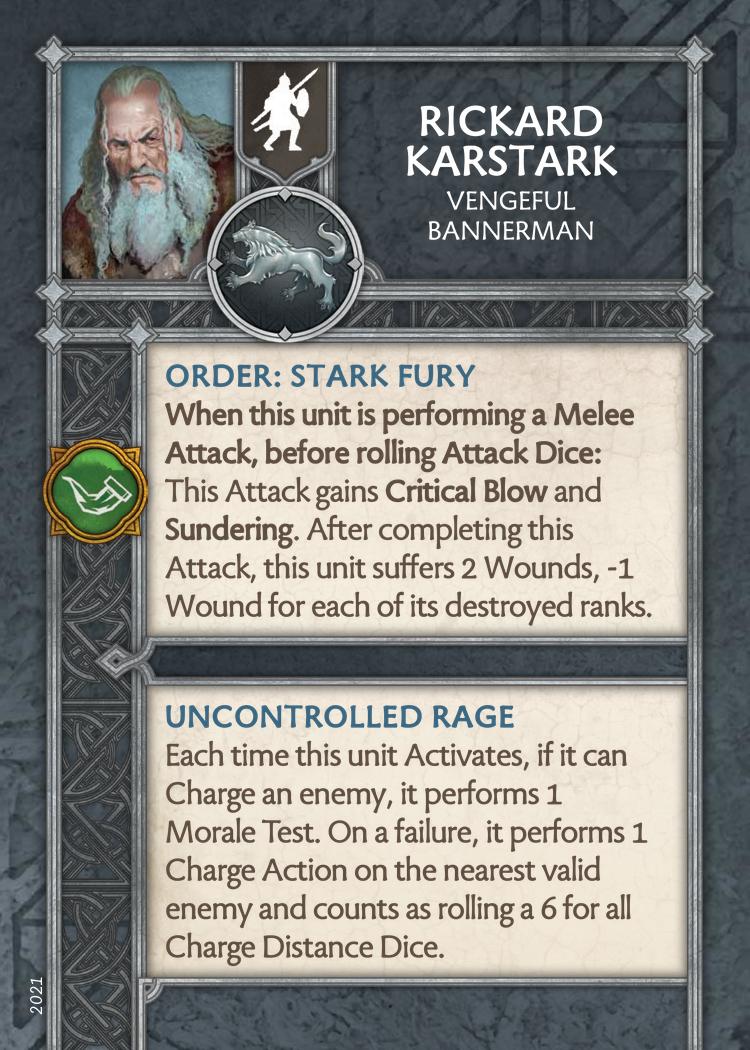 RICKARD
KARSTARK
VENGEFUL
BANNERMAN
ORDER: STARK FURY
When this unit is performing a Melee
Attack, before rolling Attack Dice:
This Attack gains Critical Blow and
Sundering. After completing this
Attack, this unit suffers 2 Wounds, -1
Wound for each of its destroyed ranks.
UNCONTROLLED RAGE
Each time this unit Activates, if it can
Charge an enemy, it performs 1
Morale Test. On a failure, it performs 1
Charge Action on the nearest valid
enemy and counts as rolling a 6 for all
Charge Distance Dice.
2021